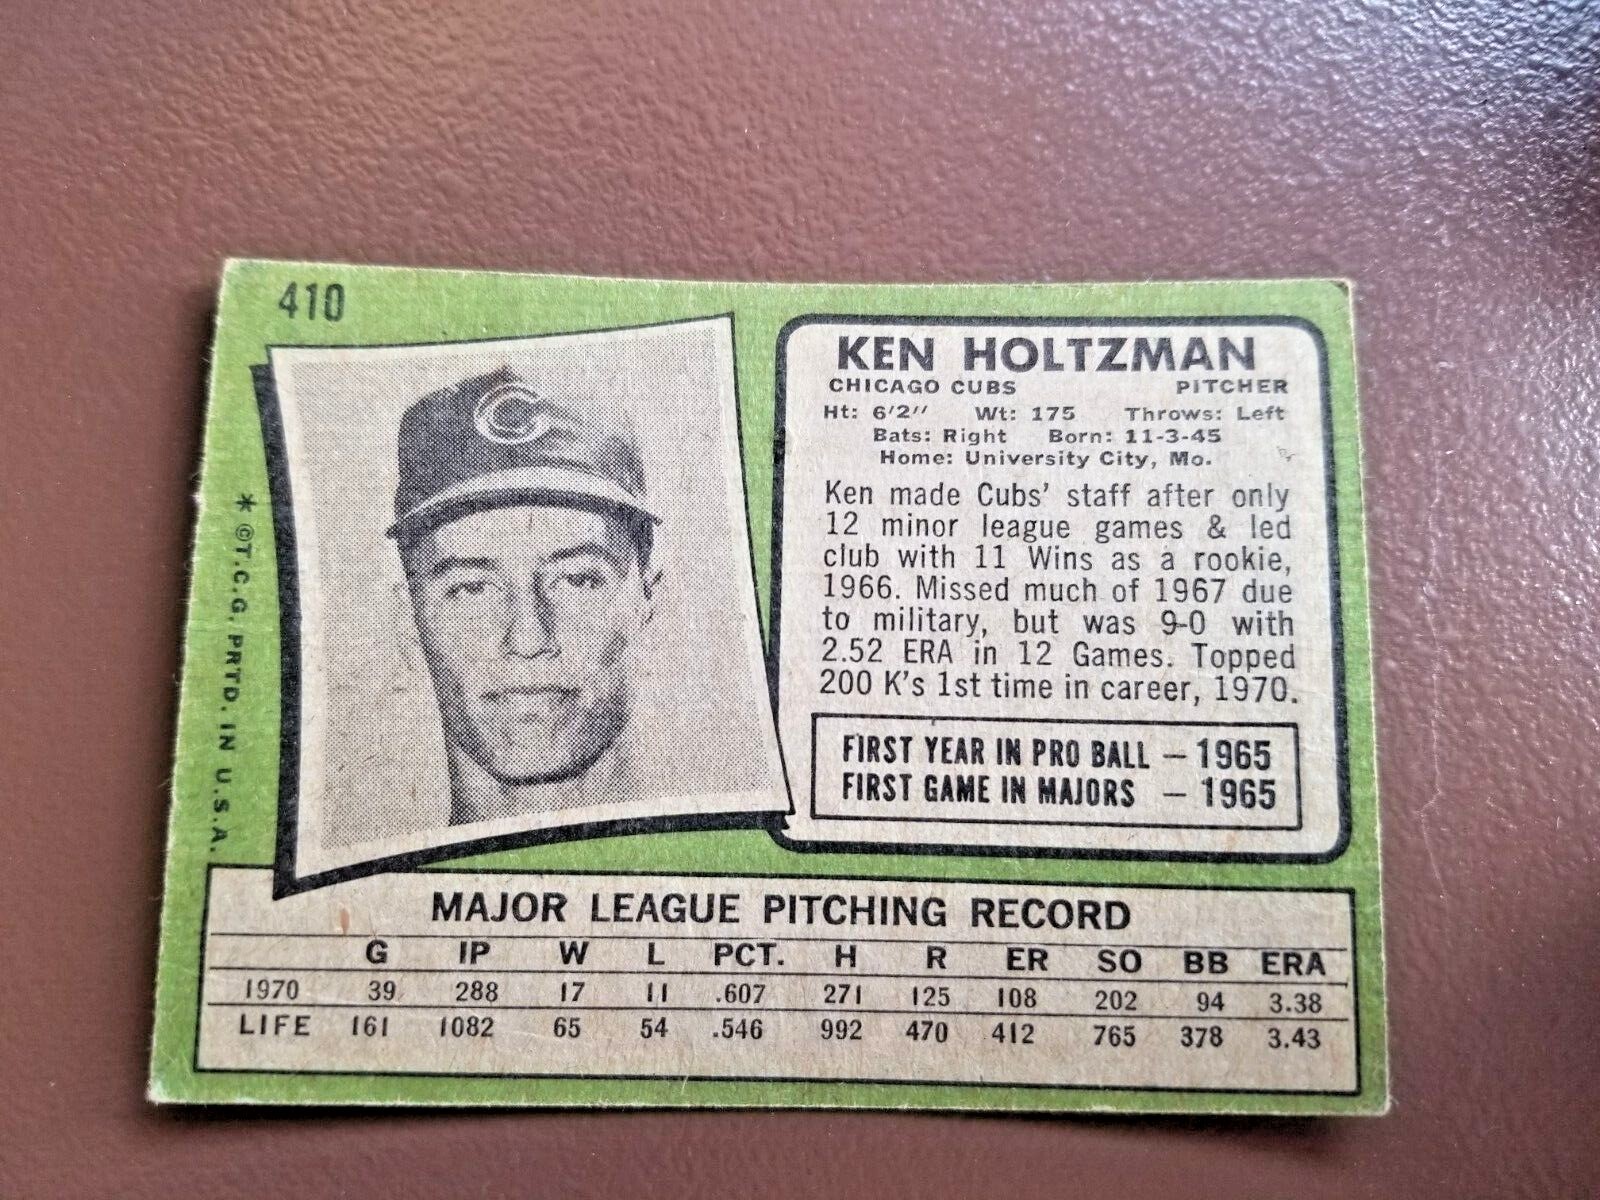 410
KEN HOLTZMAN
CHICAGO CUBS PITCHER
Ht: 6'2" Wt: 175 Throws: Left
Bats: Right Born: 11-3-45
Home: University City, Mo.
Ken made Cubs' staff after only
12 minor league games & led
club with 11 Wins as a rookie,
1966. Missed much of 1967 due
to military, but was 9-0 with
2.52 ERA in 12 Games. Topped
200 K's 1st time in career, 1970.
FIRST YEAR IN PRO BALL — 1965
FIRST GAME IN MAJORS — 1965
C
* ©T.C.G. PRTD. IN U.S.A.
MAJOR LEAGUE PITCHING RECORD
G IP W L PCT. H R ER SO BB ERA
1970 39 288 17 11 .607 271 125 108 202 94 3.38
LIFE 161 1082 65 54 .546 992 470 412 765 378 3.43